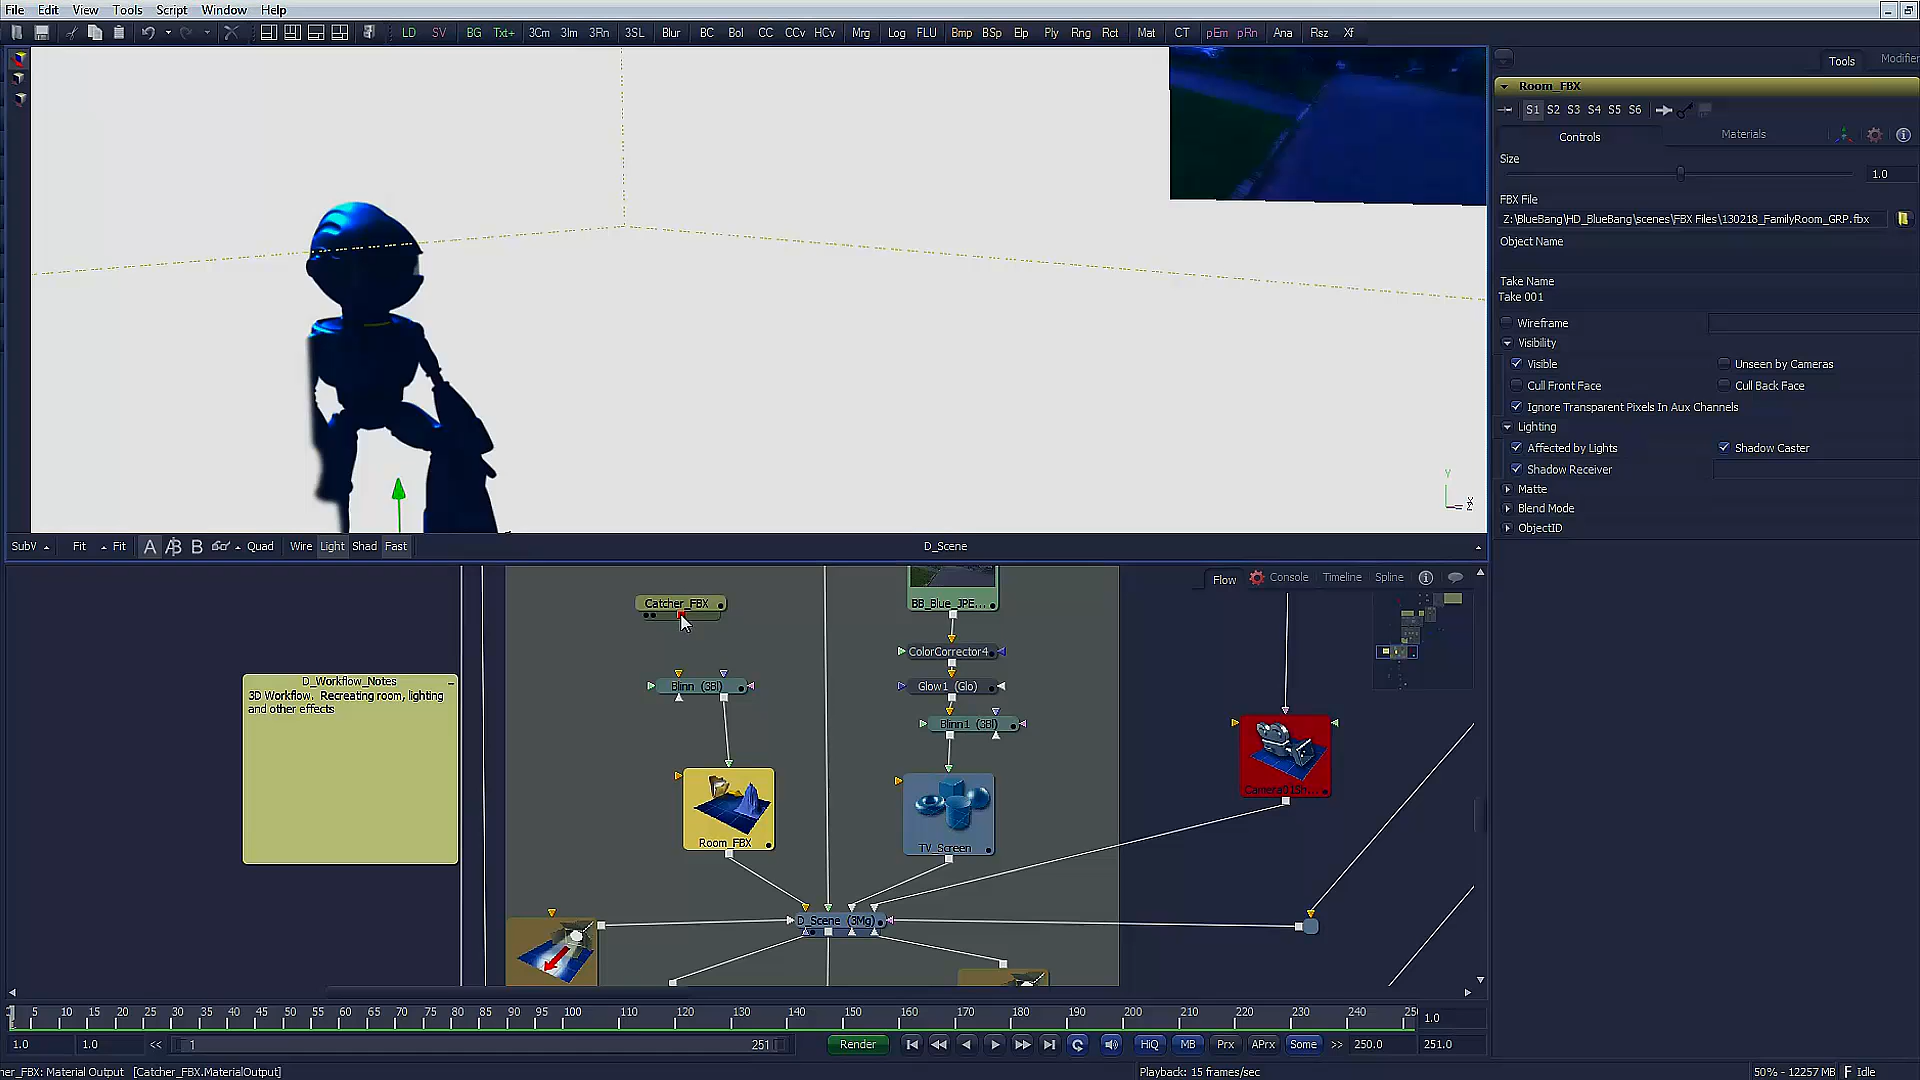 File Edit View Tools Script Window Help
LD SV BG Txt+ 3Cm 3Im 3Rn 3SL Blur BC Bol CC CCv HCv Mrg Log FLU Bmp BSp Elp Ply Rng Rct Mat CT pEm pRn Ana Rsz Xf
Tools Modifier
Room_FBX
S1 S2 S3 S4 S5 S6
Controls Materials
Size
1.0
FBX File
Z:\BlueBang\HD_BlueBang\scenes\FBX Files\130218_FamilyRoom_GRP.fbx
Object Name
Take Name
Take 001
Wireframe
Visibility
Visible Unseen by Cameras
Cull Front Face Cull Back Face
Ignore Transparent Pixels In Aux Channels
Lighting
Affected by Lights Shadow Caster
Shadow Receiver
Matte
Blend Mode
ObjectID
Y
Z
SubV Fit Fit A B Quad Wire Light Shad Fast D_Scene
Flow Console Timeline Spline
Catcher_FBX
BB_Blue_JPE...
ColorCorrector4
D_Workflow_Notes
3D Workflow. Recreating room, lighting
and other effects
Blinn (3Bl)
Glow1 (Glo)
Blinn1 (3Bl)
Room_FBX
TV_Screen
Camera01Sh...
D_Scene (3Mg)
5 10 15 20 25 30 35 40 45 50 55 60 65 70 75 80 85 90 95 100 110 120 130 140 150 160 170 180 190 200 210 220 230 240 25
1.0
1.0 1.0 << 1 251 Render HiQ MB Prx APrx Some >> 250.0 251.0
er_FBX: Material Output [Catcher_FBX.MaterialOutput]
Playback: 15 frames/sec
50% - 12257 MB Idle